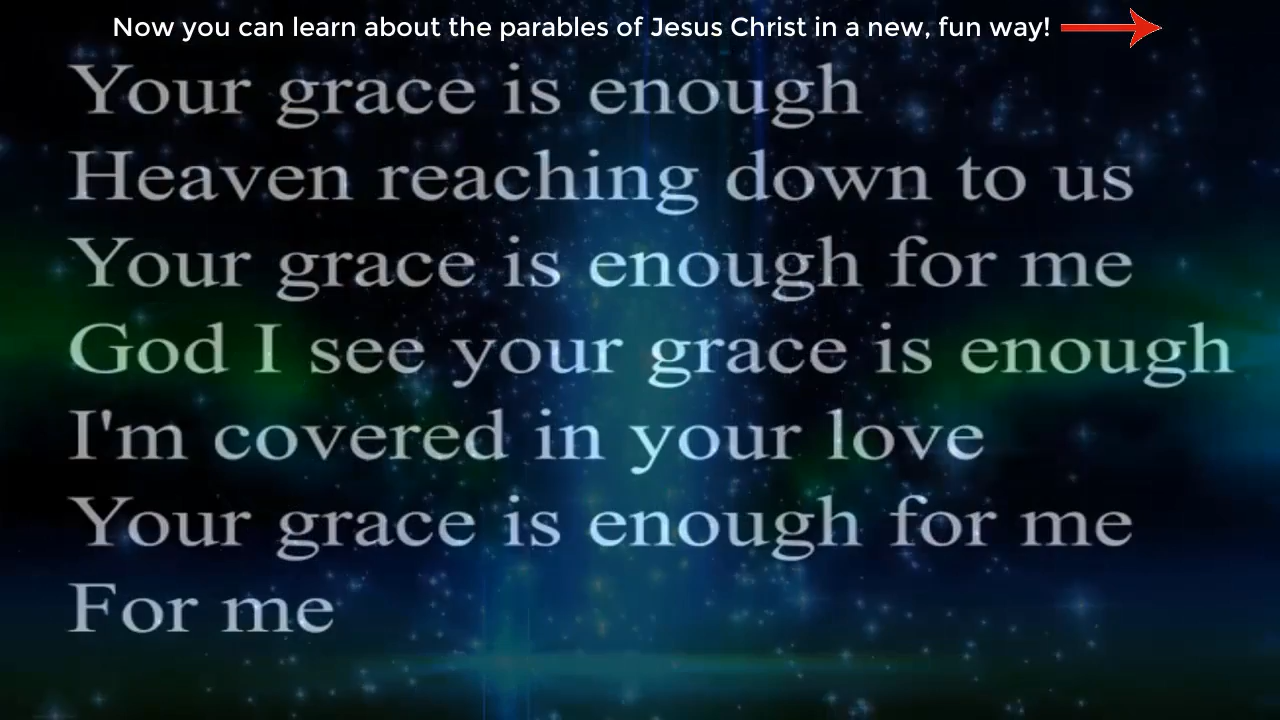 Now you can learn about the parables of Jesus Christ in a new, fun way!
Your grace is enough
Heaven reaching down to us
Your grace is enough for me
God I see your grace is enough
I'm covered in your love
Your grace is enough for me
For me